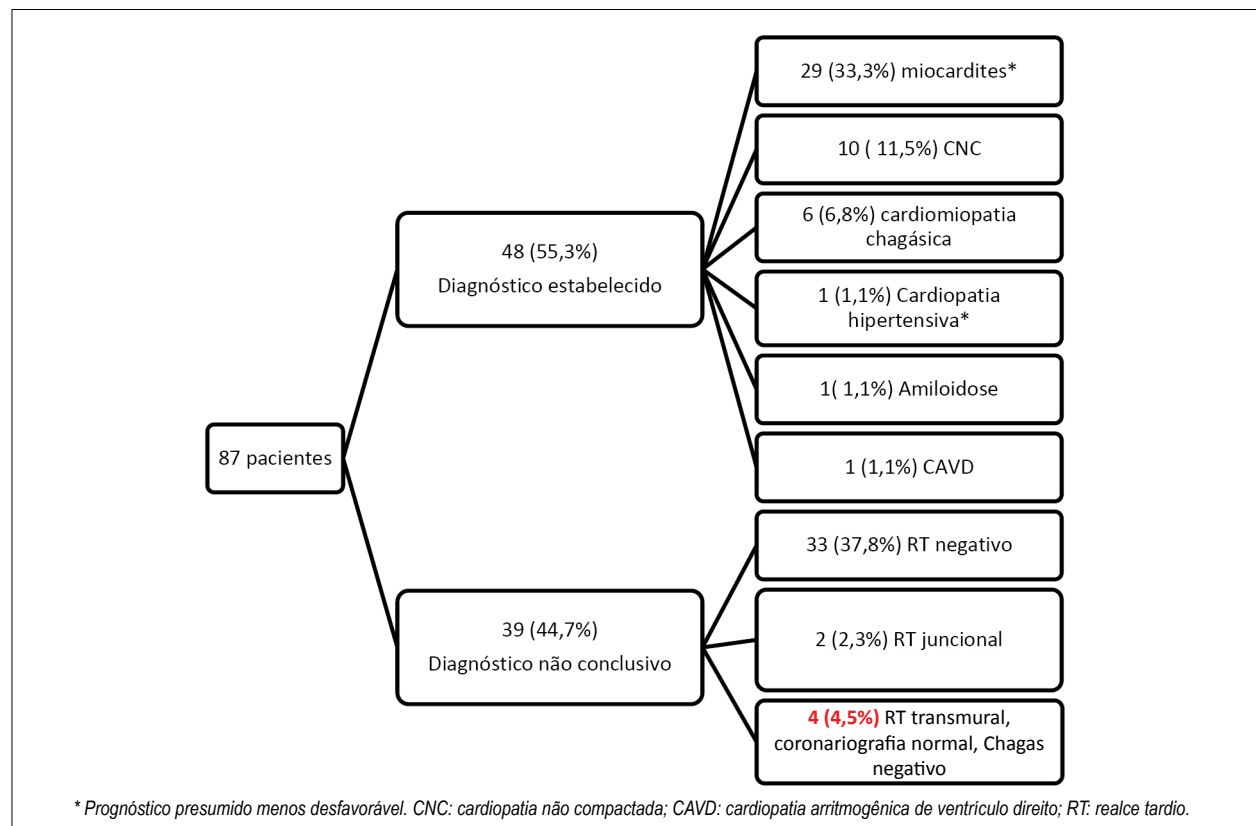 29 (33,3%) miocardites*
10 ( 11,5%) CNC
6 (6,8%) cardiomiopatia
chagásica
48 (55,3%)
Diagnóstico estabelecido
1 (1,1%) Cardiopatia
hipertensiva*
1( 1,1%) Amiloidose
87 pacientes
1 (1,1%) CAVD
33 (37,8%) RT negativo
39 (44,7%)
Diagnóstico não conclusivo
2 (2,3%) RT juncional
4 (4,5%) RT transmural,
coronariografia normal, Chagas
negativo
* Prognóstico presumido menos desfavorável. CNC: cardiopatia não compactada; CAVD: cardiopatia arritmogênica de ventrículo direito; RT: realce tardio.